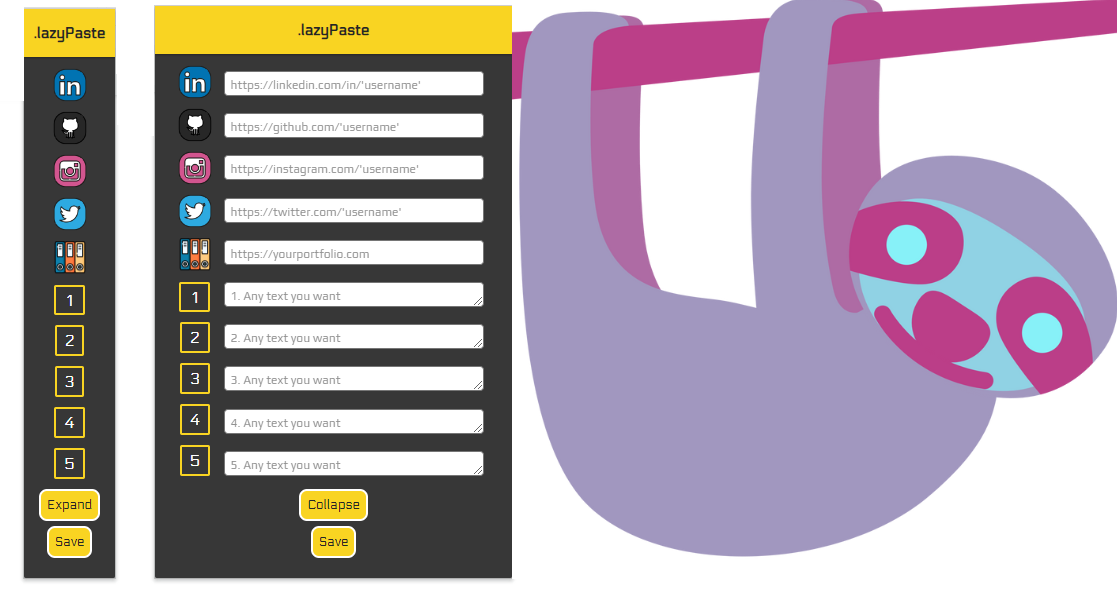 .lazyPaste
in
1
2
3
4
5
Expand
Save
.lazyPaste
in
https://linkedin.com/in/'username'
https://github.com/'username'
https://instagram.com/'username'
https://twitter.com/'username'
https://yourportfolio.com
1
1. Any text you want
2
2. Any text you want
3
3. Any text you want
4
4. Any text you want
5
5. Any text you want
Collapse
Save